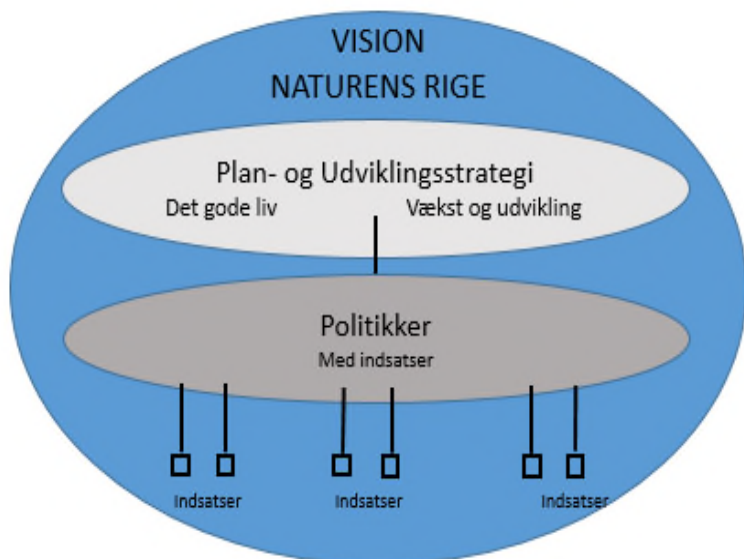 VISION
NATURENS RIGE
Plan- og Udviklingsstrategi
Det gode liv Vækst og udvikling
Politikker
Med indsatser
Indsatser Indsatser Indsatser